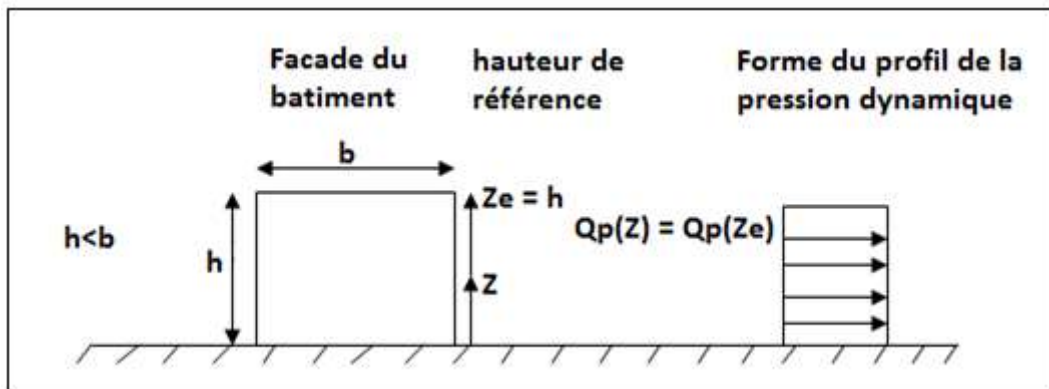 Facade du
batiment
hauteur de
référence
Forme du profil de la
pression dynamique
b
Ze = h
h<b
h
Z
Qp(Z) = Qp(Ze)